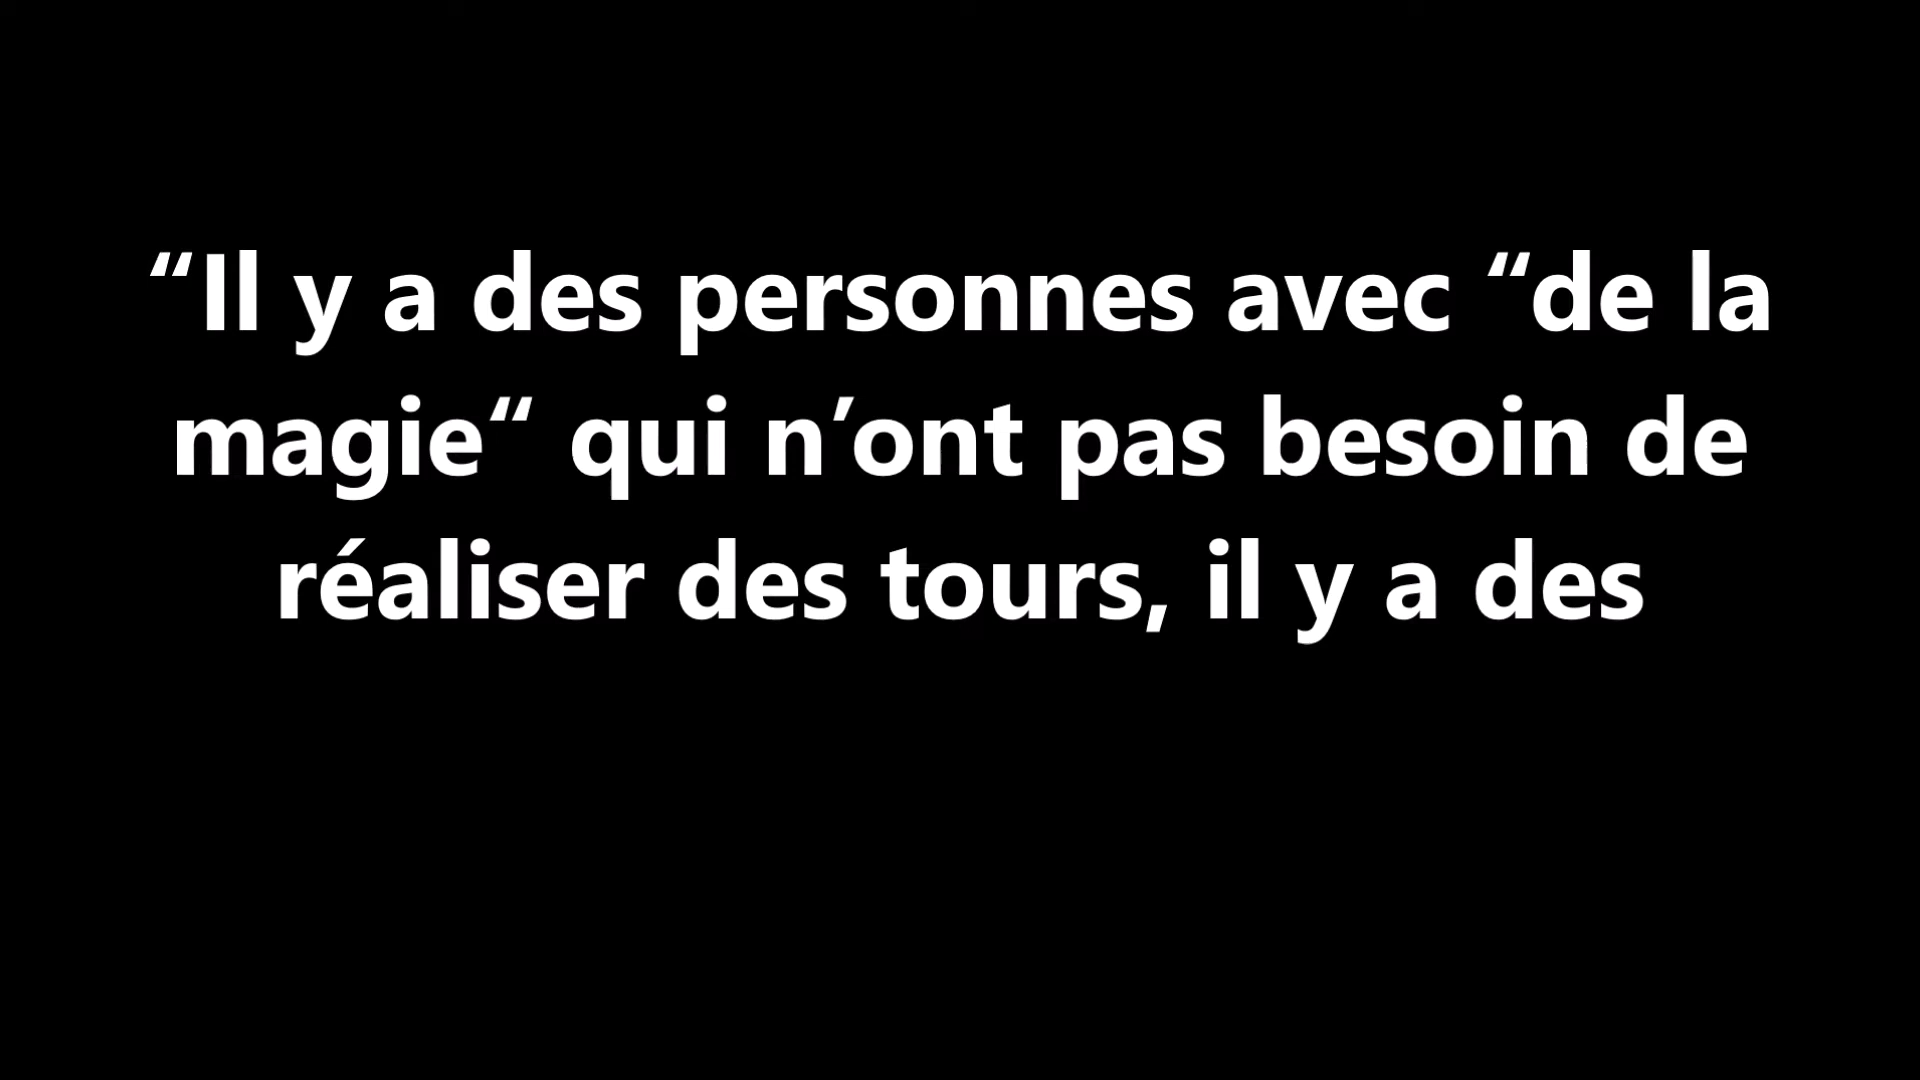 “Il y a des personnes avec “de la
magie“ qui n’ont pas besoin de
réaliser des tours, il y a des